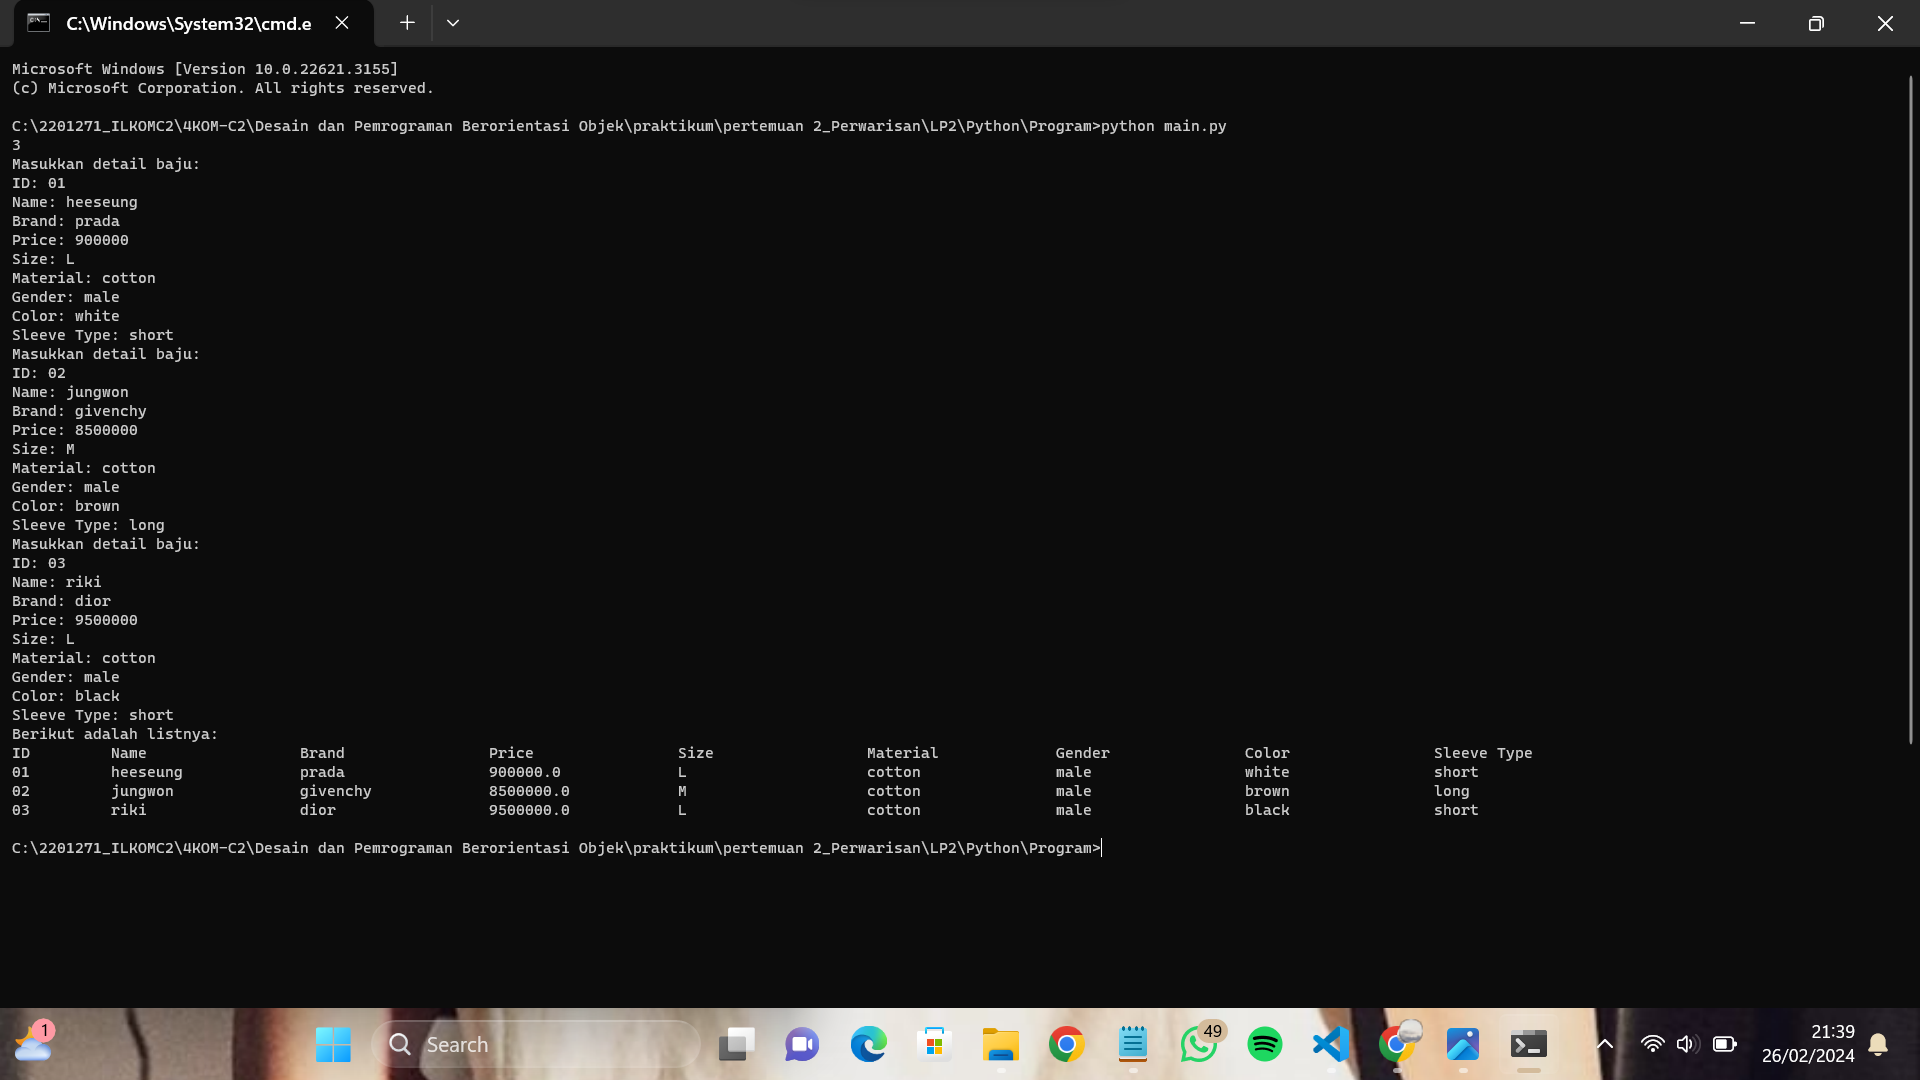 C:\Windows\System32\cmd.e
Microsoft Windows [Version 10.0.22621.3155]
(c) Microsoft Corporation. All rights reserved.
C:\2201271_ILKOMC2\4KOM-C2\Desain dan Pemrograman Berorientasi Objek\praktikum\pertemuan 2_Perwarisan\LP2\Python\Program>python main.py
3
Masukkan detail baju:
ID: 01
Name: heeseung
Brand: prada
Price: 900000
Size: L
Material: cotton
Gender: male
Color: white
Sleeve Type: short
Masukkan detail baju:
ID: 02
Name: jungwon
Brand: givenchy
Price: 8500000
Size: M
Material: cotton
Gender: male
Color: brown
Sleeve Type: long
Masukkan detail baju:
ID: 03
Name: riki
Brand: dior
Price: 9500000
Size: L
Material: cotton
Gender: male
Color: black
Sleeve Type: short
Berikut adalah listnya:
ID Name Brand Price Size Material Gender Color Sleeve Type
01 heeseung prada 900000.0 L cotton male white short
02 jungwon givenchy 8500000.0 M cotton male brown long
03 riki dior 9500000.0 L cotton male black short
C:\2201271_ILKOMC2\4KOM-C2\Desain dan Pemrograman Berorientasi Objek\praktikum\pertemuan 2_Perwarisan\LP2\Python\Program>
1
Search
49
21:39
26/02/2024